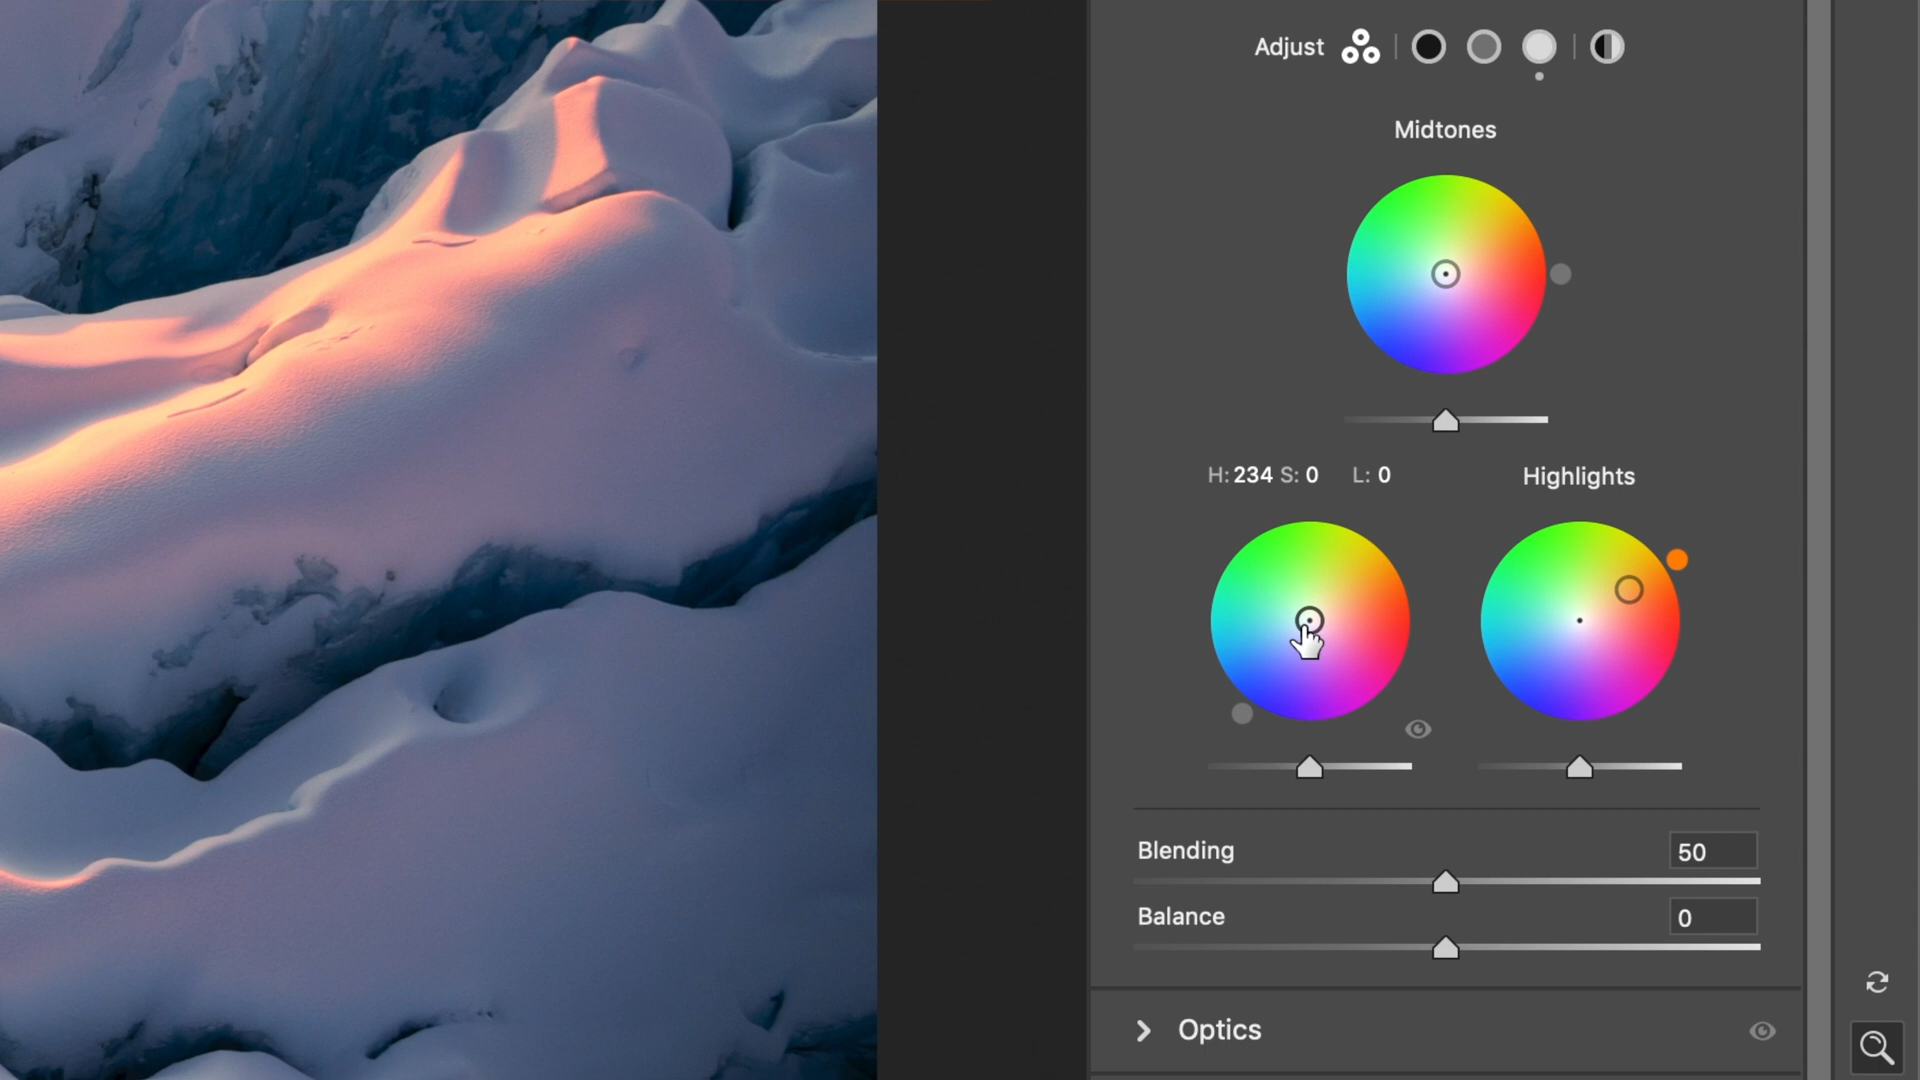 Adjust
Midtones
H: 234 S: 0 L: 0
Highlights
Blending
50
Balance
0
Optics